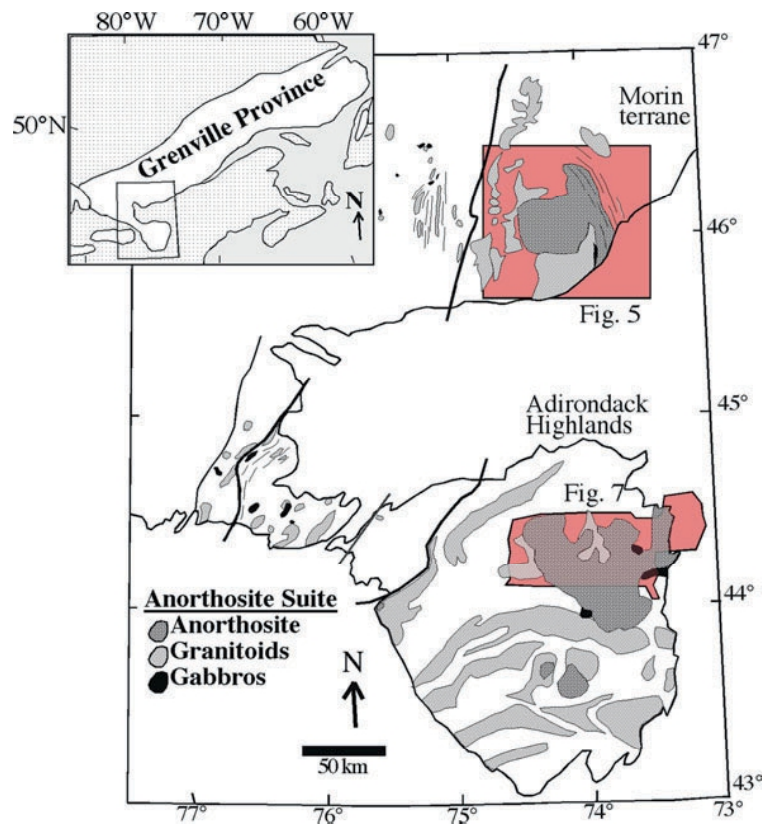 80°W 70°W 60°W
50°N
Grenville Province
N
47°
Morin
terrane
46°
Fig. 5
45°
Adirondack
Highlands
Fig. 7
44°
Anorthosite Suite
Anorthosite
Granitoids
Gabbros
N
50 km
43°
77° 76° 75° 74° 73°